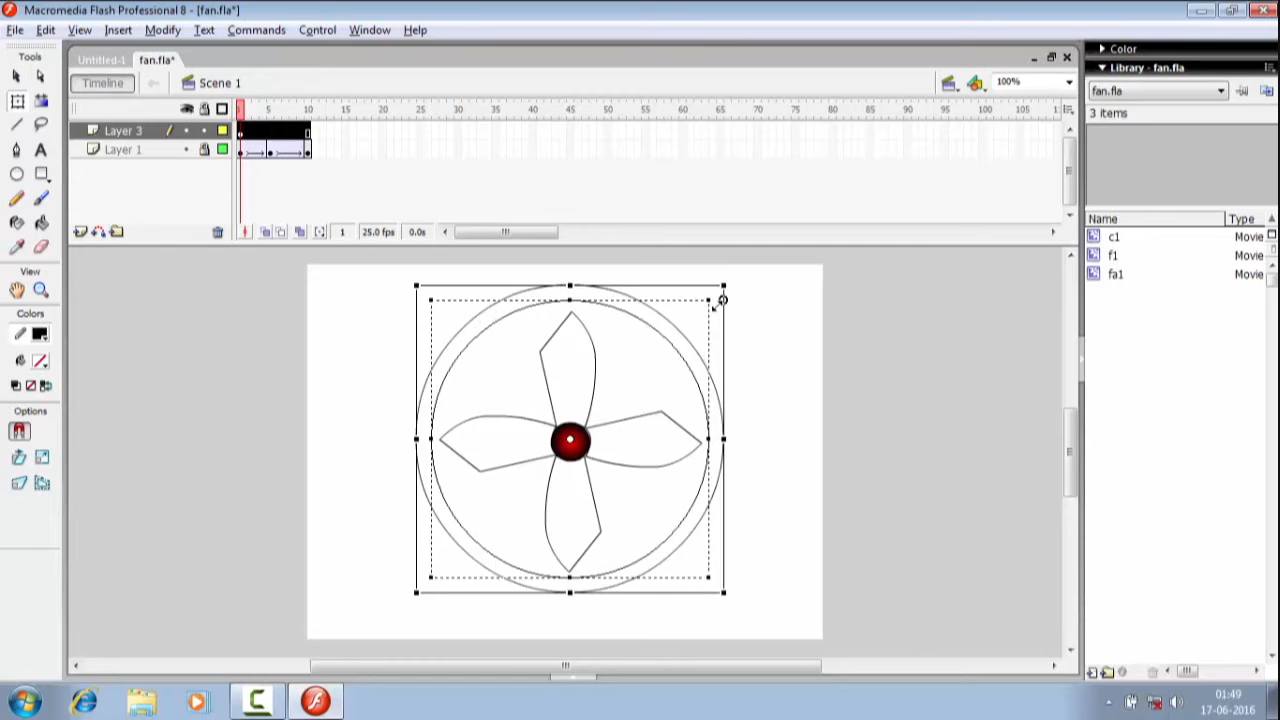 Macromedia Flash Professional 8 - [fan.fla*]
File Edit View Insert Modify Text Commands Control Window Help
Tools
Untitled-1 fan.fla*
Timeline Scene 1 100%
5 10 15 20 25 30 35 40 45 50 55 60 65 70 75 80 85 90 95 100 105
Layer 3
Layer 1
1 25.0 fps 0.0s
View
Colors
Options
Color
Library - fan.fla
fan.fla
3 items
Name Type
c1 Movie
f1 Movie
fa1 Movie
01:49
17-06-2016